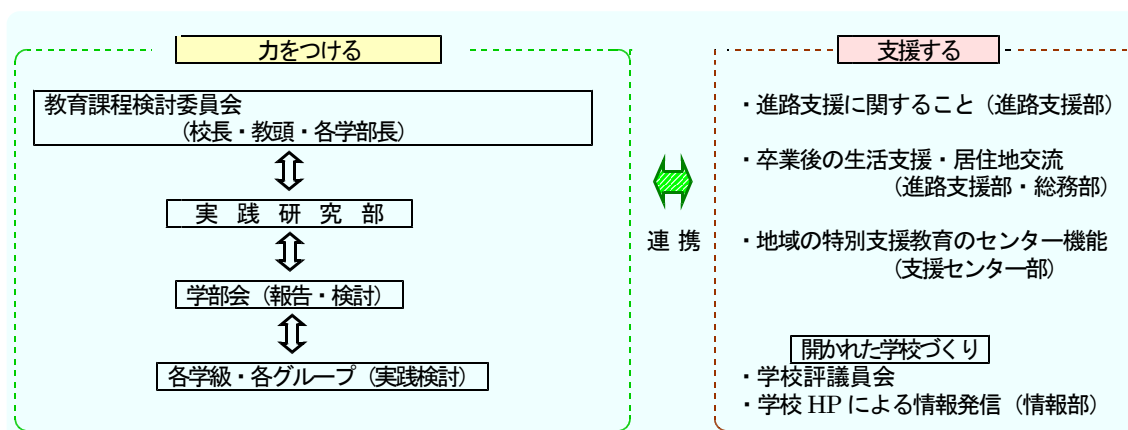 力をつける
教育課程検討委員会
(校長・教頭・各学部長)
実 践 研 究 部
学部会(報告・検討)
各学級・各グループ(実践検討)
連 携
支援する
・進路支援に関すること(進路支援部)
・卒業後の生活支援・居住地交流
(進路支援部・総務部)
・地域の特別支援教育のセンター機能
(支援センター部)
開かれた学校づくり
・学校評議員会
・学校 HP による情報発信(情報部)